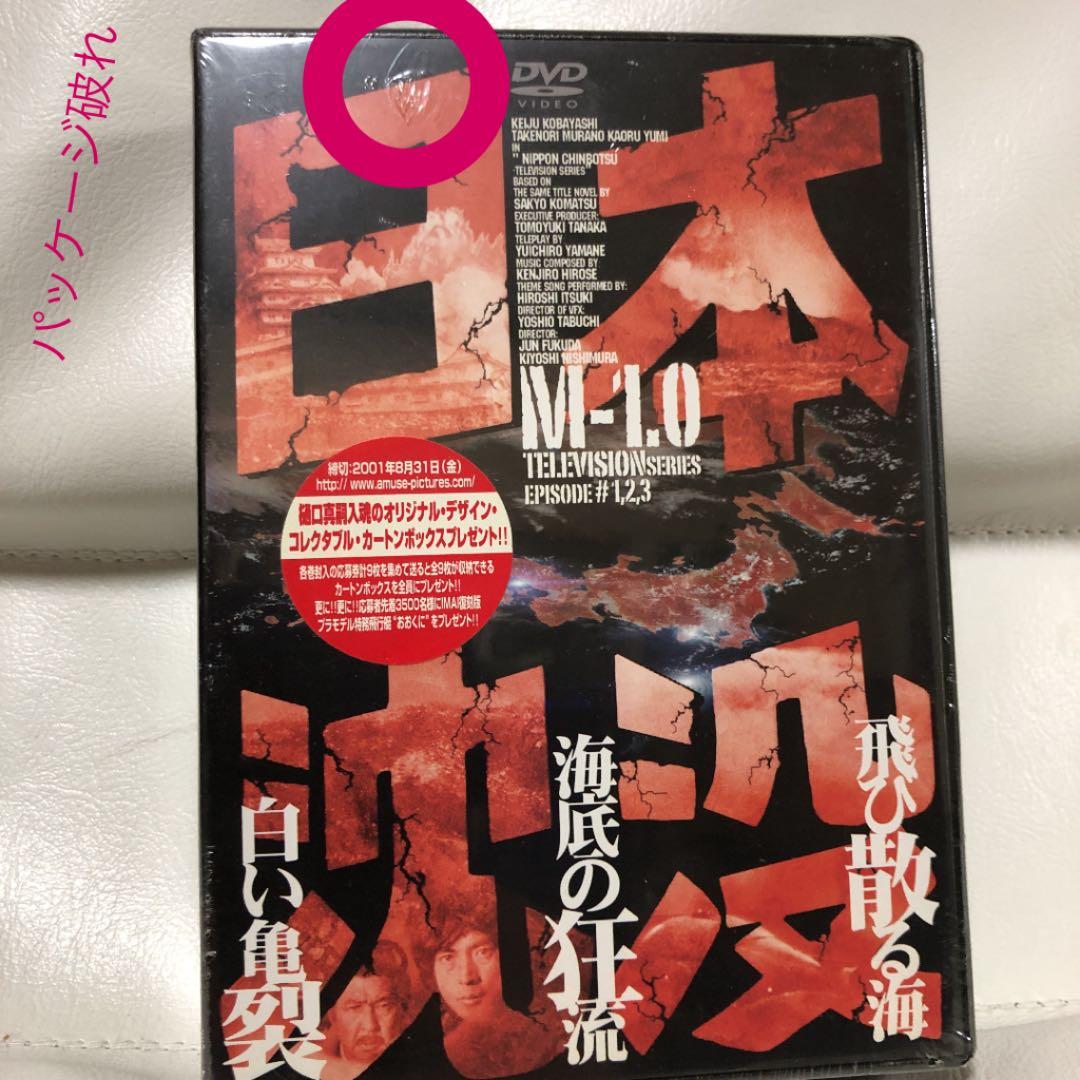 パッケージ破れ
DVD
VIDEO
日本
沈没
KEIJU KOBAYASHI
TAKENORI MURANO KAORU YUMI
IN
" NIPPON CHINBOTSU
TELEVISION SERIES"
BASED ON
THE SAME TITLE NOVEL BY
SAKYO KOMATSU
EXECUTIVE PRODUCER:
TOMOYUKI TANAKA
TELEPLAY BY
YUICHIRO YAMANE
MUSIC COMPOSED BY:
KENJIRO HIROSE
THEME SONG PERFORMED BY:
HIROSHI ITSUKI
DIRECTOR OF VFX:
YOSHIO TABUCHI
DIRECTOR:
JUN FUKUDA
KIYOSHI NISHIMURA
M-1.0
TELEVISION SERIES
EPISODE #1,2,3
締切:2001年8月31日(金)
http:// www.amuse-pictures.com/
樋口真嗣入魂のオリジナル・デザイン・
コレクタブル・カートンボックスプレゼント!!
各巻封入の応募券計9枚を集めて送ると全9枚が収納できる
カートンボックスを全員にプレゼント!!
更に!!更に!!応募者先着3500名様にIMAI復刻版
プラモデル特務飛行艇"おおくに"をプレゼント!!
飛び散る海
海底の狂流
白い亀裂